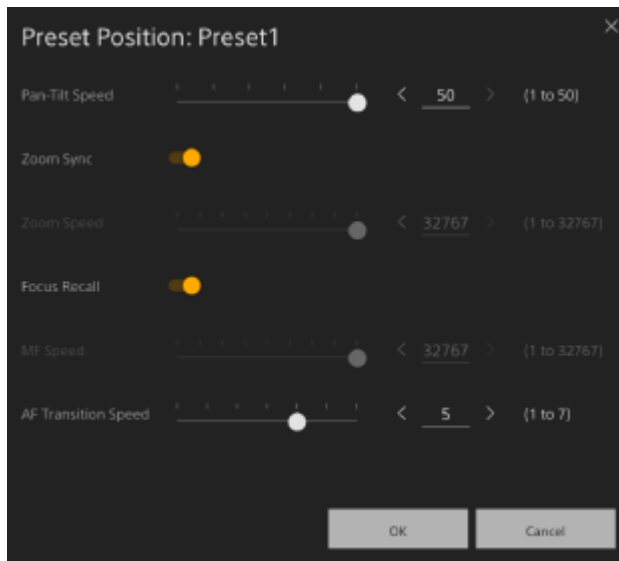 Preset Position: Preset1
Pan-Tilt Speed < 50 > (1 to 50)
Zoom Sync
Zoom Speed < 32767 > (1 to 32767)
Focus Recall
MF Speed < 32767 > (1 to 32767)
AF Transition Speed < 5 > (1 to 7)
OK Cancel